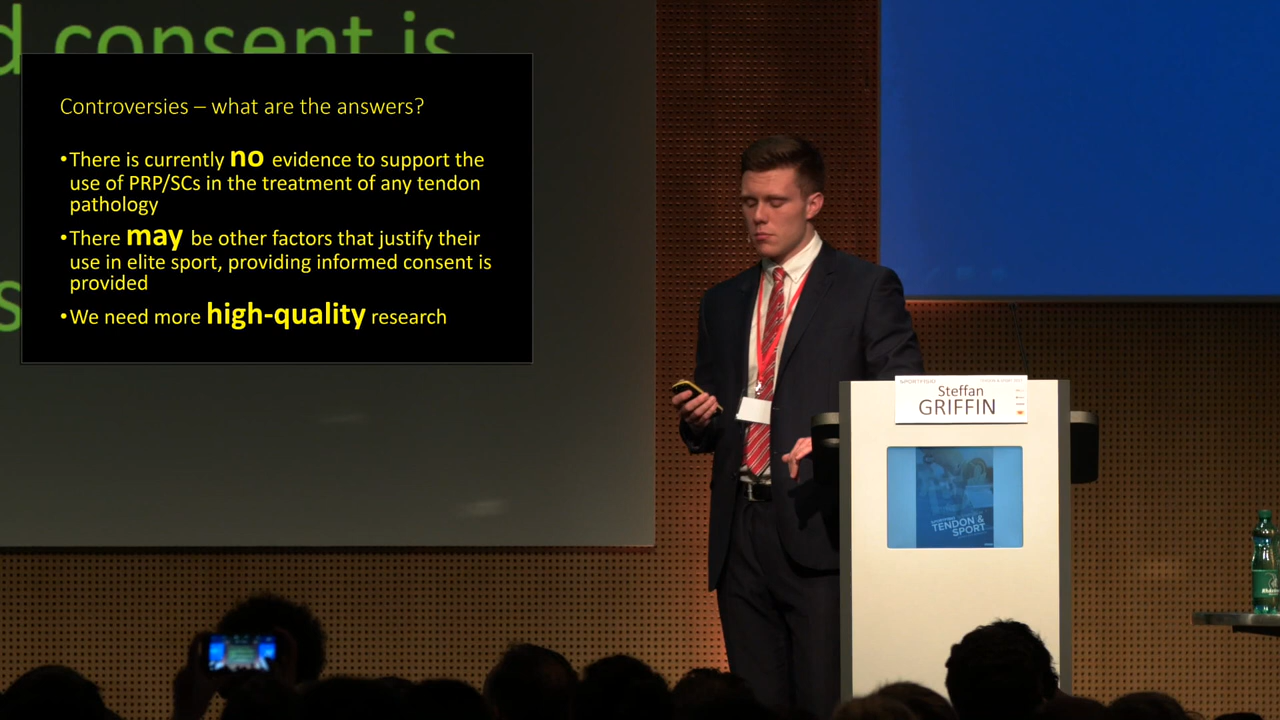 d consent is
Controversies – what are the answers?
•There is currently no evidence to support the
use of PRP/SCs in the treatment of any tendon
pathology
•There may be other factors that justify their
use in elite sport, providing informed consent is
provided
•We need more high-quality research
s
SPORTFISIO
Steffan
GRIFFIN
TENDON &
SPORT